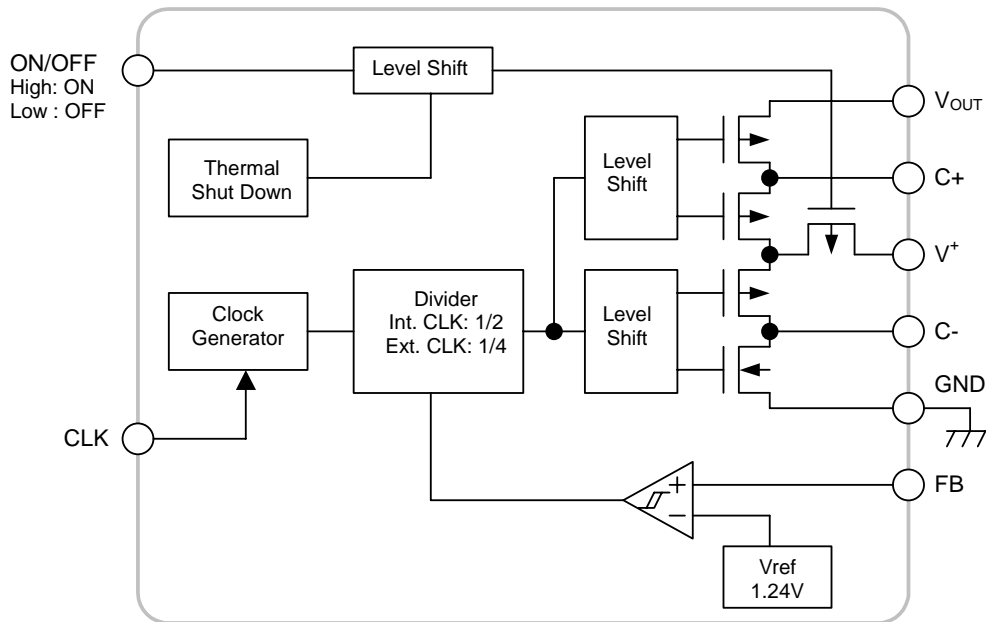 ON/OFF
High: ON
Low : OFF
Level Shift
Thermal
Shut Down
Level
Shift
VOUT
C+
V+
Clock
Generator
Divider
Int. CLK: 1/2
Ext. CLK: 1/4
Level
Shift
C-
GND
CLK
+
−
FB
Vref
1.24V